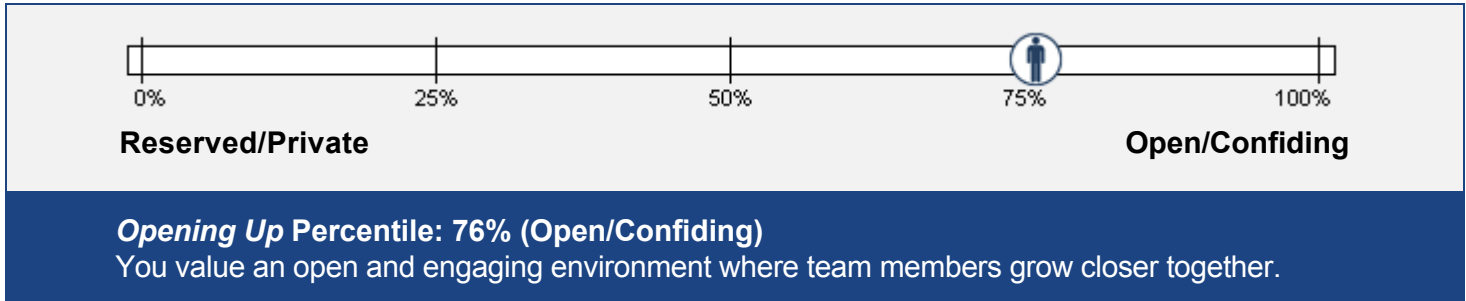 0% 25% 50% 75% 100%
Reserved/Private Open/Confiding
Opening Up Percentile: 76% (Open/Confiding)
You value an open and engaging environment where team members grow closer together.